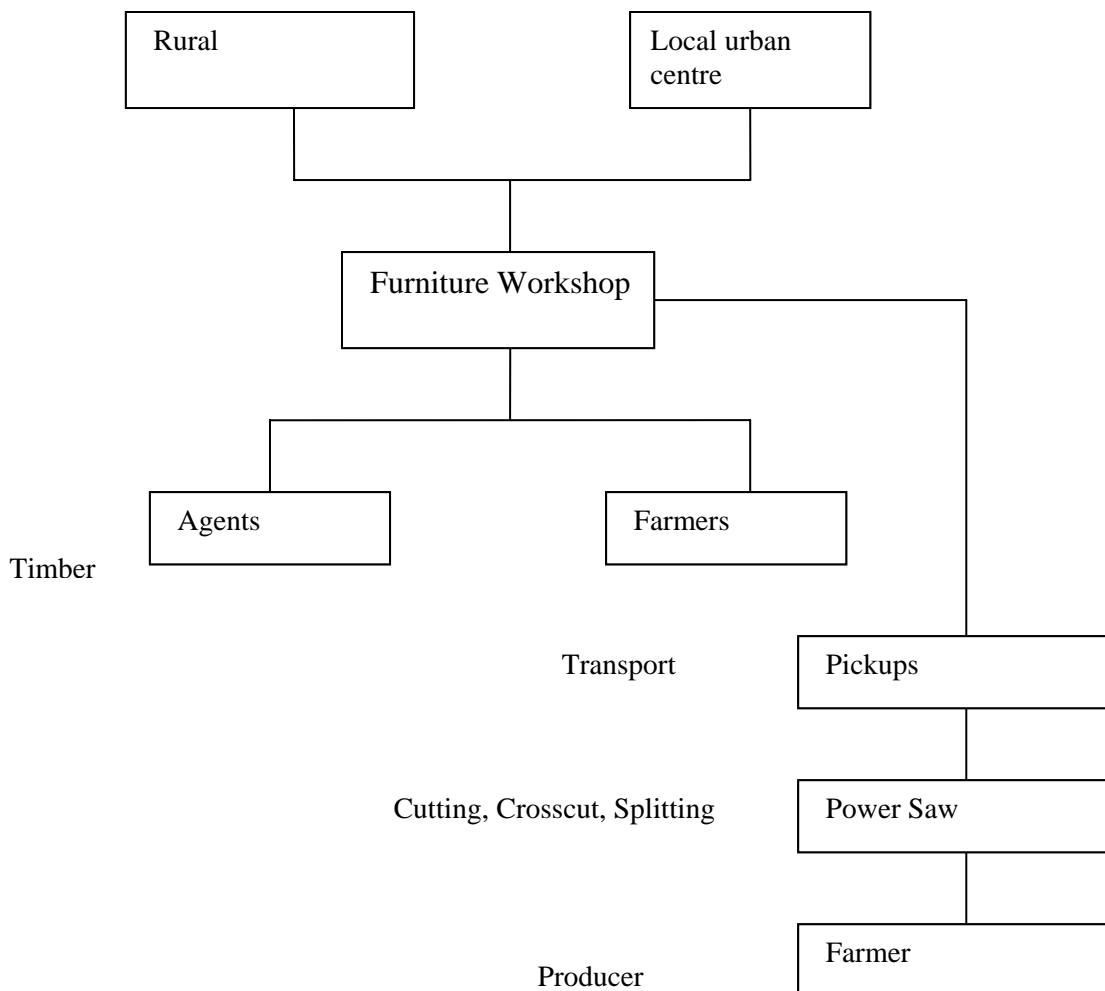 Rural
Local urban
centre
Furniture Workshop
Agents
Farmers
Timber
Transport
Pickups
Cutting, Crosscut, Splitting
Power Saw
Farmer
Producer